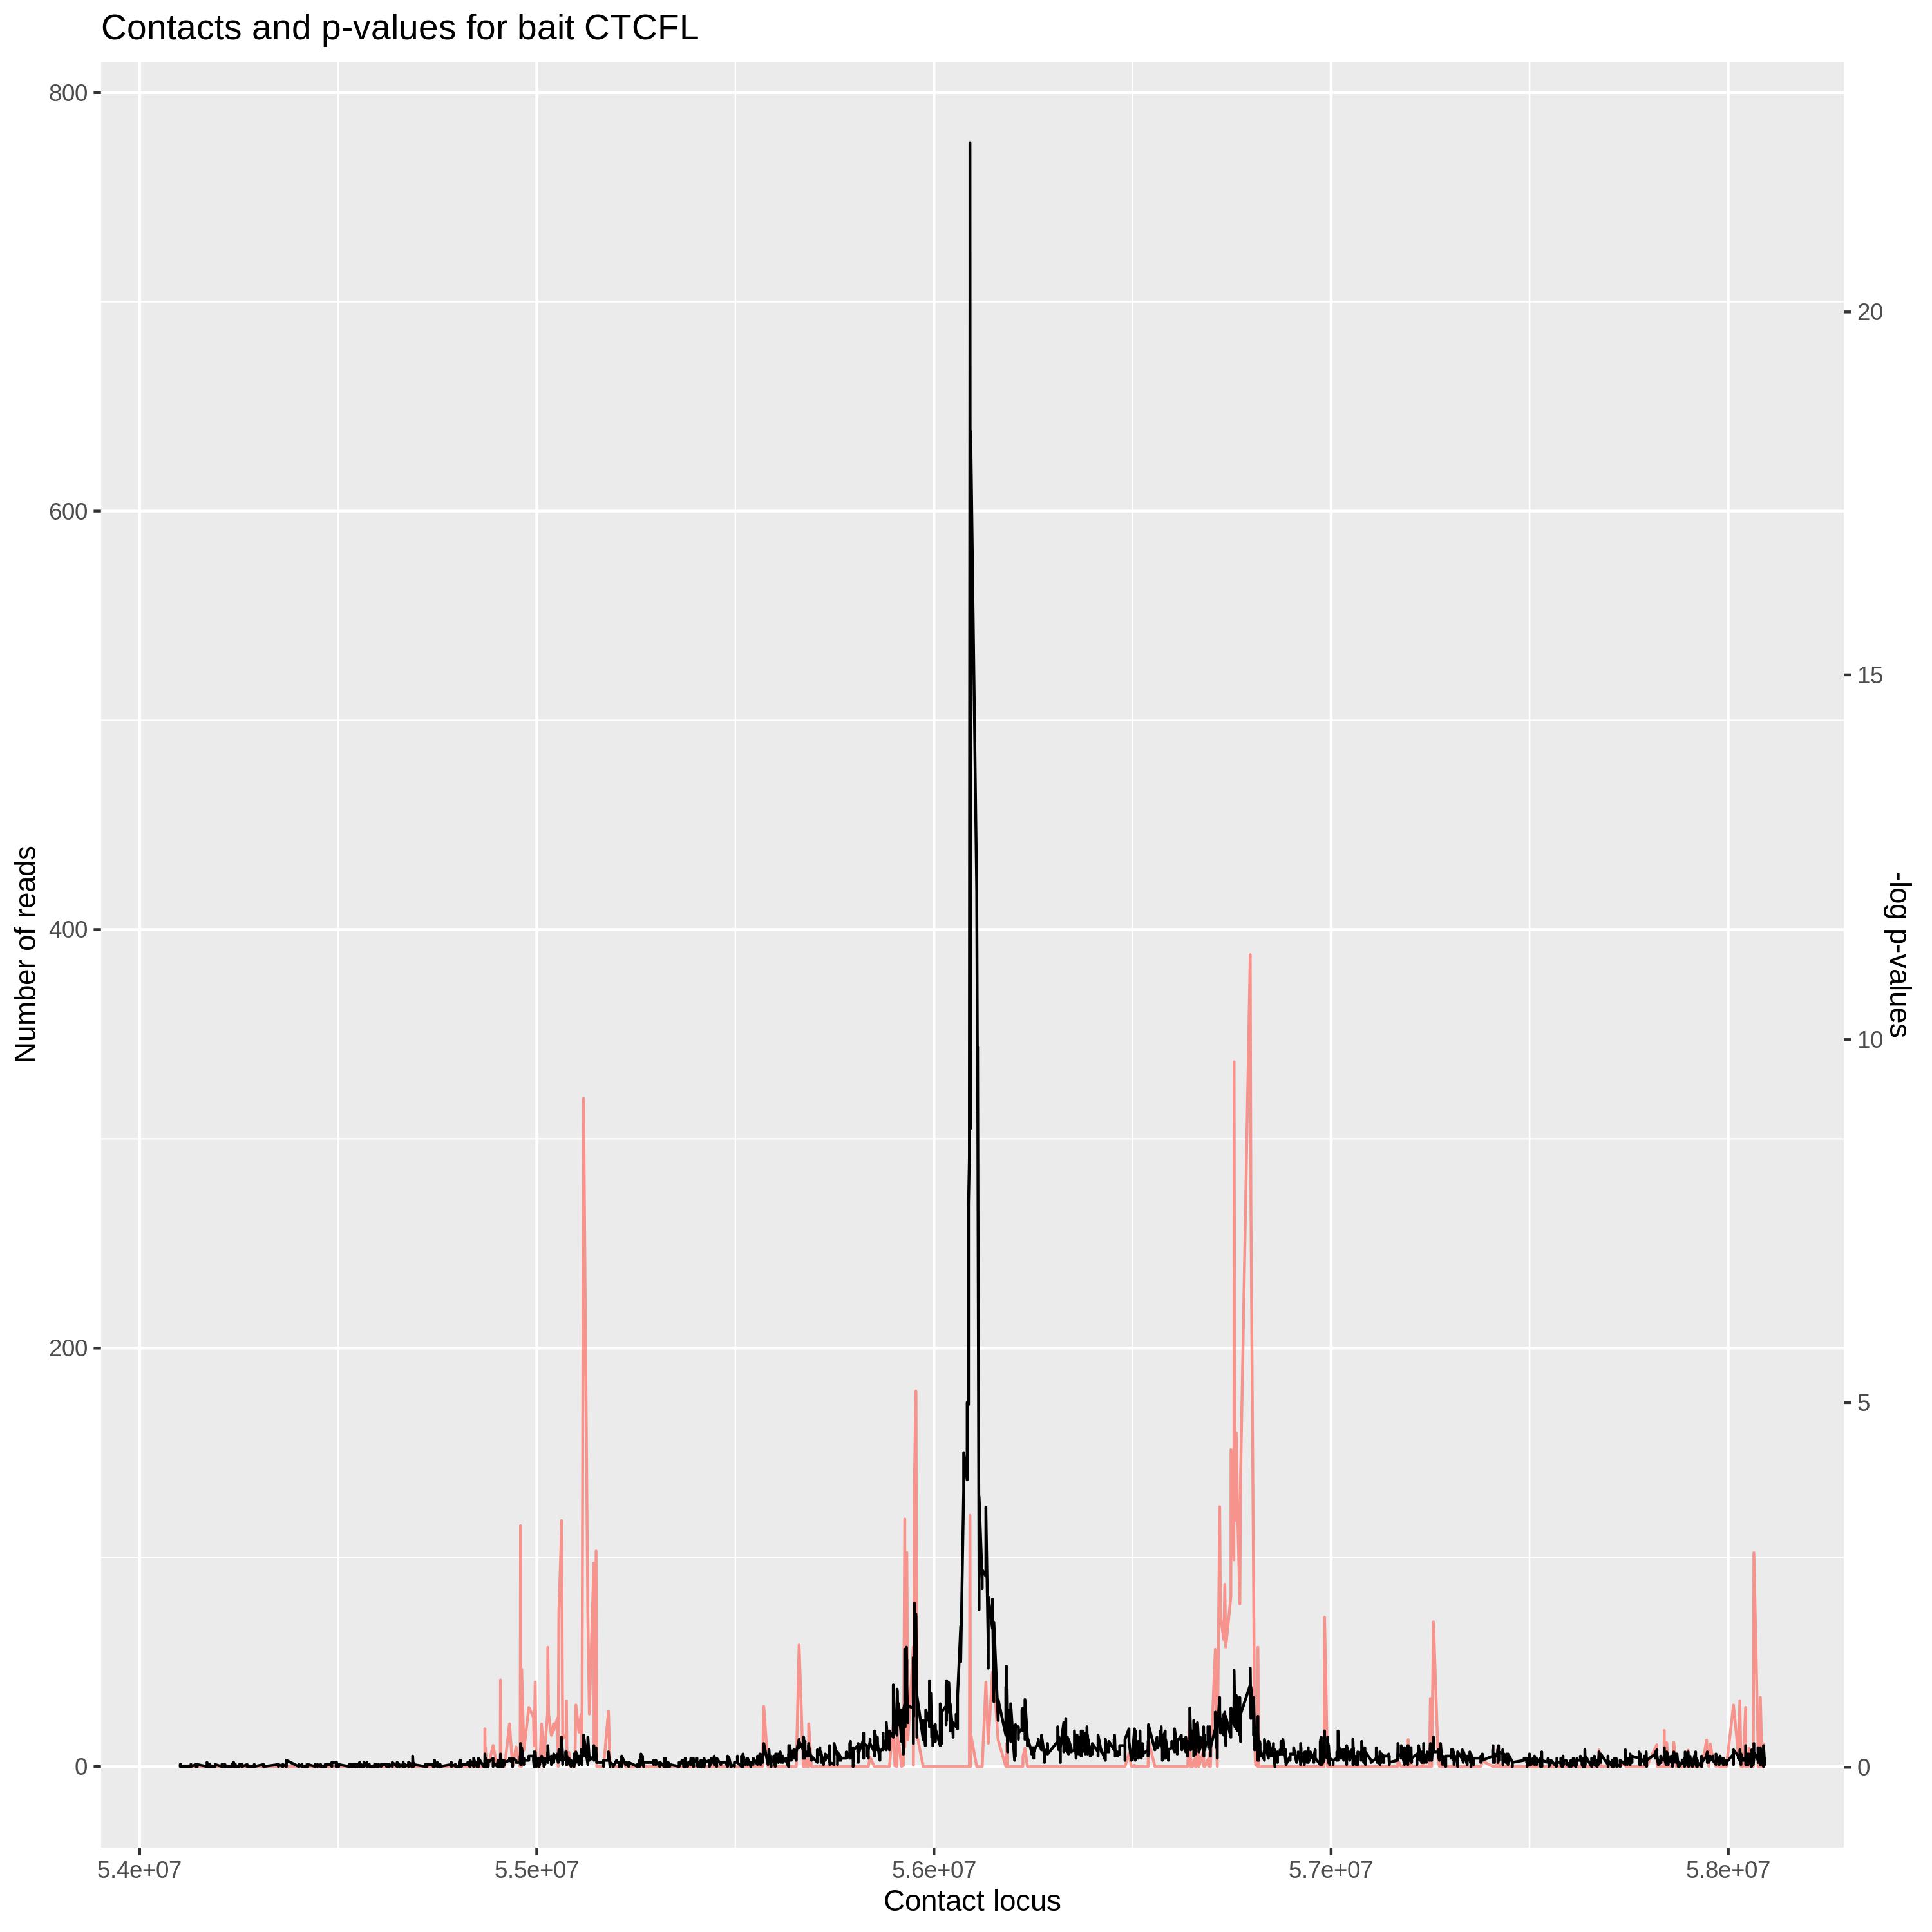 Contacts and p-values for bait CTCFL
800
600
400
200
0
Number of reads
20
15
10
5
0
-log p-values
5.4e+07
5.5e+07
5.6e+07
5.7e+07
5.8e+07
Contact locus